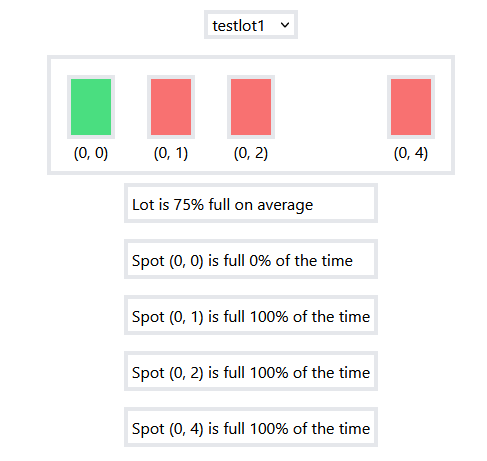 testlot1
(0, 0) (0, 1) (0, 2) (0, 4)
Lot is 75% full on average
Spot (0, 0) is full 0% of the time
Spot (0, 1) is full 100% of the time
Spot (0, 2) is full 100% of the time
Spot (0, 4) is full 100% of the time